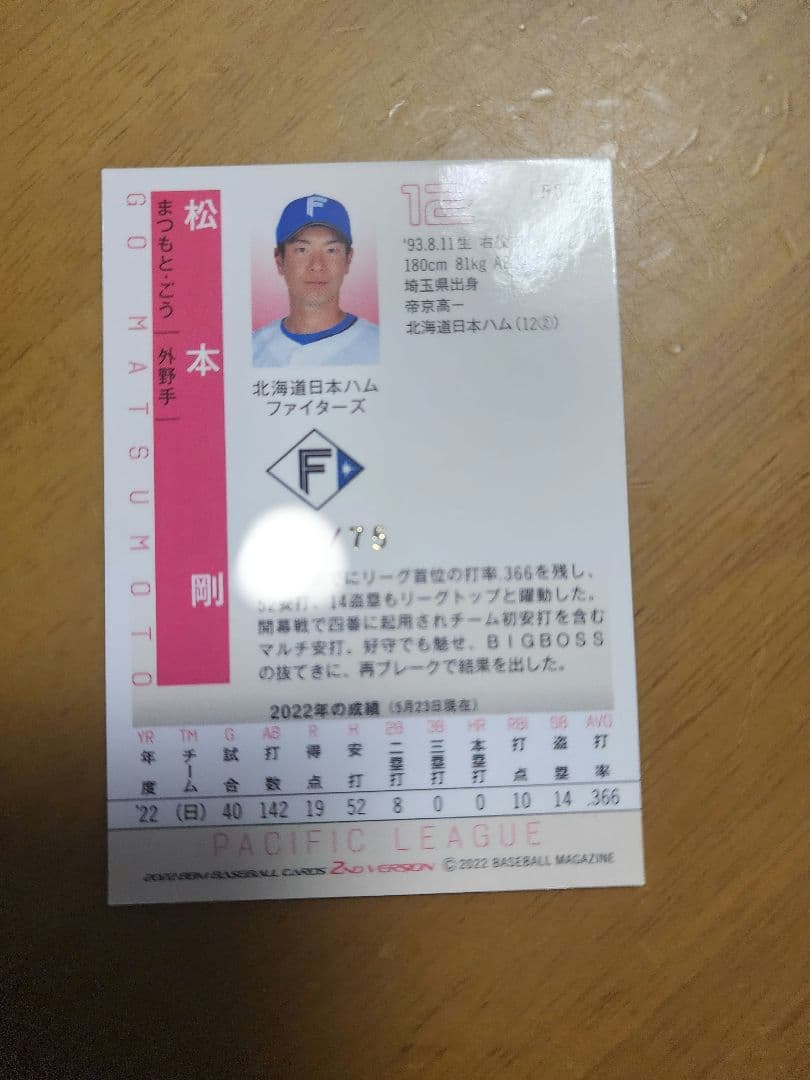 GO MATSUMOTO
松本 剛
まつもと・ごう
外野手
F
12
'93.8.11生 右
180cm 81kg
埼玉県出身
帝京高ー
北海道日本ハム(12②)
北海道日本ハム
ファイターズ
F
/75
にリーグ首位の打率.366を残し、
52安打、14盗塁もリーグトップと躍動した。
開幕戦で四番に起用されチーム初安打を含む
マルチ安打。好守でも魅せ、BIGBOSS
の抜てきに、再ブレークで結果を出した。
2022年の成績(5月23日現在)
YR TM G AB R H 2B 3B HR RBI SB AVG
年度 チーム 試合 打数 得点 安打 二塁打 三塁打 本塁打 打点 盗塁 打率
'22 (日) 40 142 19 52 8 0 0 10 14 .366
PACIFIC LEAGUE
2022 BBM BASEBALL CARDS 2ND VERSION ©2022 BASEBALL MAGAZINE